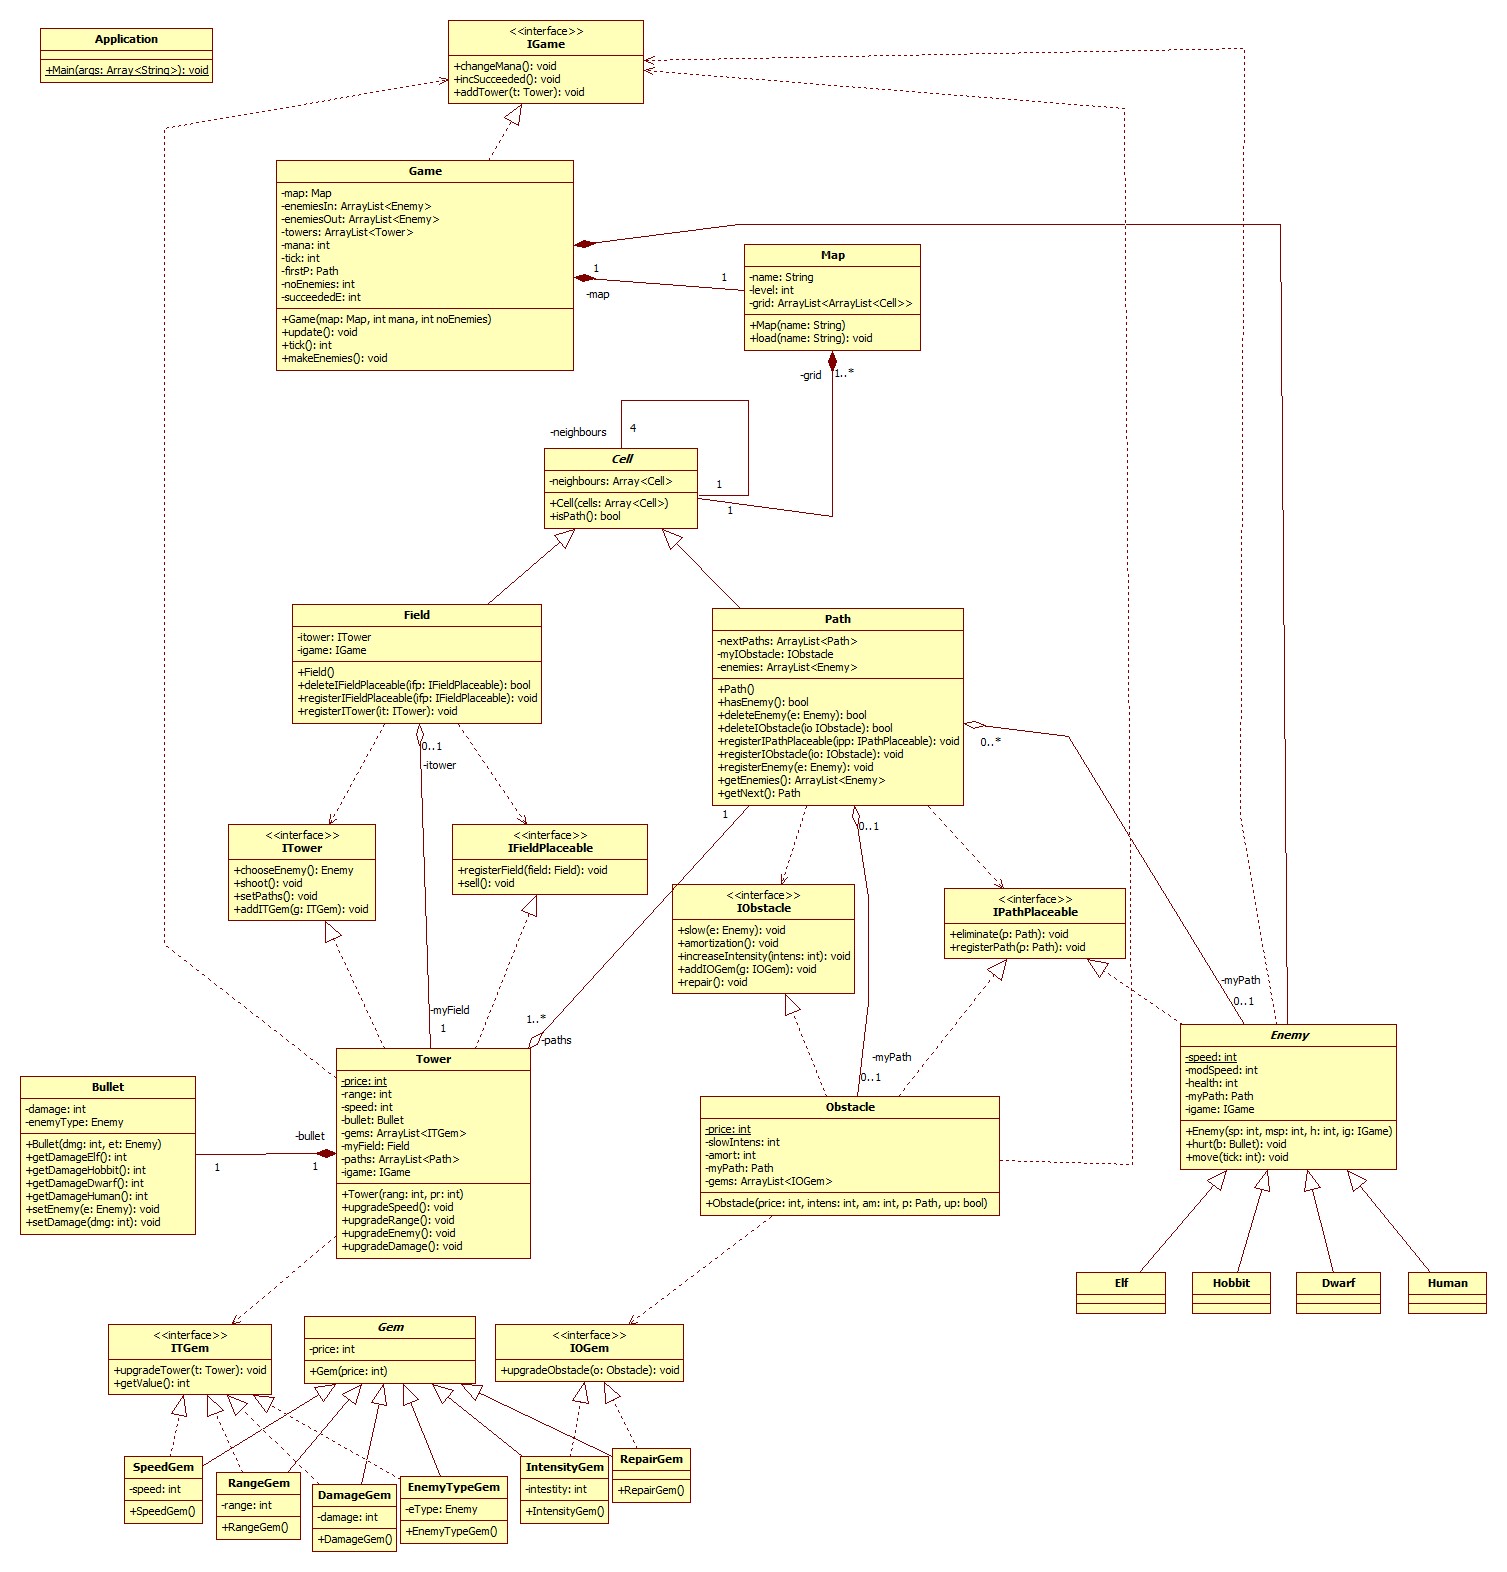 Application
+Main(args: Array<String>): void
<<interface>>
IGame
+changeMana(): void
+incSucceeded(): void
+addTower(t: Tower): void
Game
-map: Map
-enemiesIn: ArrayList<Enemy>
-enemiesOut: ArrayList<Enemy>
-towers: ArrayList<Tower>
-mana: int
-tick: int
-firstP: Path
-noEnemies: int
-succeededE: int
+Game(map: Map, int mana, int noEnemies)
+update(): void
+tick(): int
+makeEnemies(): void
1
-map
1
Map
-name: String
-level: int
-grid: ArrayList<ArrayList<Cell>>
+Map(name: String)
+load(name: String): void
-grid
1..*
-neighbours
4
Cell
-neighbours: Array<Cell>
+Cell(cells: Array<Cell>)
+isPath(): bool
1
1
Field
-itower: ITower
-igame: IGame
+Field()
+deleteIFieldPlaceable(ifp: IFieldPlaceable): bool
+registerIFieldPlaceable(ifp: IFieldPlaceable): void
+registerITower(it: ITower): void
0..1
-itower
Path
-nextPaths: ArrayList<Path>
-myIObstacle: IObstacle
-enemies: ArrayList<Enemy>
+Path()
+hasEnemy(): bool
+deleteEnemy(e: Enemy): bool
+deleteIObstacle(io IObstacle): bool
+registerIPathPlaceable(ipp: IPathPlaceable): void
+registerIObstacle(io: IObstacle): void
+registerEnemy(e: Enemy): void
+getEnemies(): ArrayList<Enemy>
+getNext(): Path
0..*
1
0..1
<<interface>>
ITower
+chooseEnemy(): Enemy
+shoot(): void
+setPaths(): void
+addITGem(g: ITGem): void
<<interface>>
IFieldPlaceable
+registerField(field: Field): void
+sell(): void
<<interface>>
IObstacle
+slow(e: Enemy): void
+amortization(): void
+increaseIntensity(intens: int): void
+addIOGem(g: IOGem): void
+repair(): void
<<interface>>
IPathPlaceable
+eliminate(p: Path): void
+registerPath(p: Path): void
-myField
1
1..*
-paths
-myPath
0..1
-myPath
0..1
Bullet
-damage: int
-enemyType: Enemy
+Bullet(dmg: int, et: Enemy)
+getDamageElf(): int
+getDamageHobbit(): int
+getDamageDwarf(): int
+getDamageHuman(): int
+setEnemy(e: Enemy): void
+setDamage(dmg: int): void
1
-bullet
1
Tower
-price: int
-range: int
-speed: int
-bullet: Bullet
-gems: ArrayList<ITGem>
-myField: Field
-paths: ArrayList<Path>
-igame: IGame
+Tower(rang: int, pr: int)
+upgradeSpeed(): void
+upgradeRange(): void
+upgradeEnemy(): void
+upgradeDamage(): void
Obstacle
-price: int
-slowIntens: int
-amort: int
-myPath: Path
-gems: ArrayList<IOGem>
+Obstacle(price: int, intens: int, am: int, p: Path, up: bool)
Enemy
-speed: int
-modSpeed: int
-health: int
-myPath: Path
-igame: IGame
+Enemy(sp: int, msp: int, h: int, ig: IGame)
+hurt(b: Bullet): void
+move(tick: int): void
Elf
Hobbit
Dwarf
Human
<<interface>>
ITGem
+upgradeTower(t: Tower): void
+getValue(): int
Gem
-price: int
+Gem(price: int)
<<interface>>
IOGem
+upgradeObstacle(o: Obstacle): void
SpeedGem
-speed: int
+SpeedGem()
RangeGem
-range: int
+RangeGem()
DamageGem
-damage: int
+DamageGem()
EnemyTypeGem
-eType: Enemy
+EnemyTypeGem()
IntensityGem
-intestity: int
+IntensityGem()
RepairGem
+RepairGem()